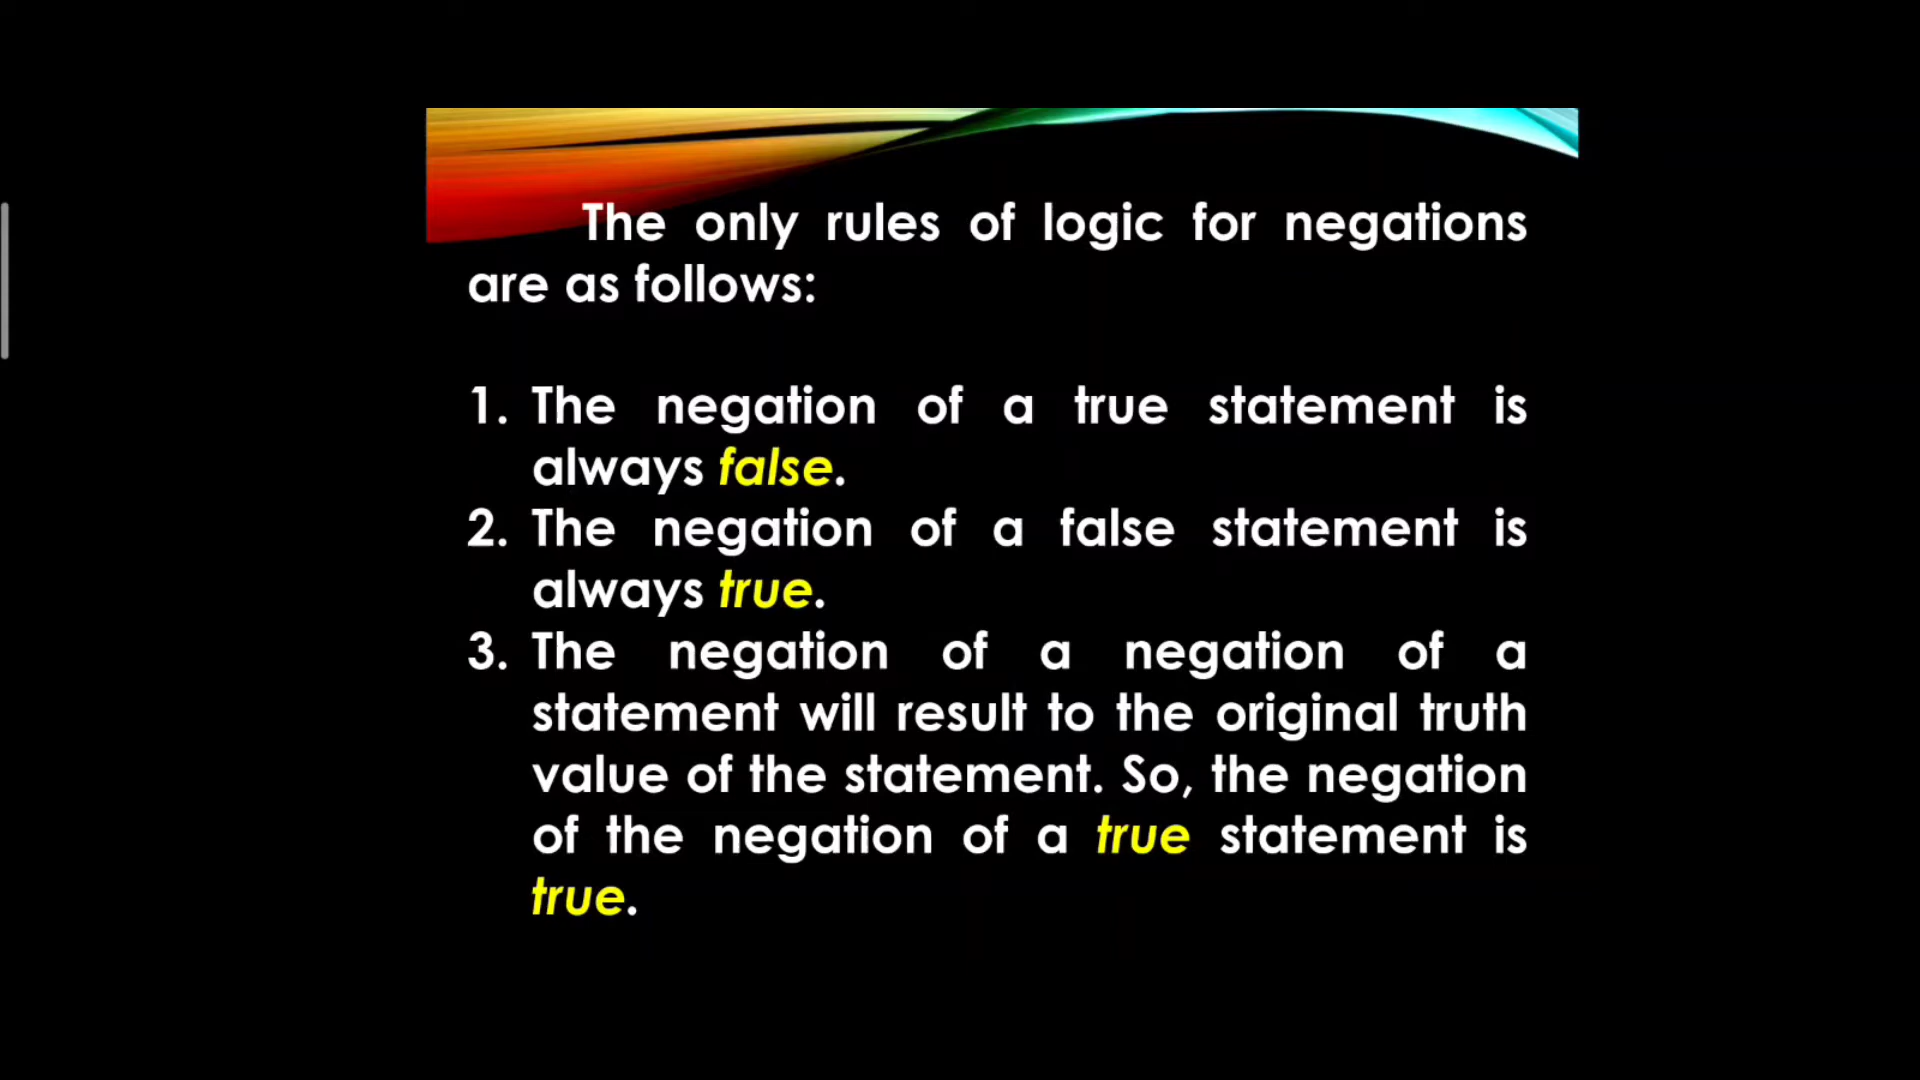 The only rules of logic for negations
are as follows:
1. The negation of a true statement is
always false.
2. The negation of a false statement is
always true.
3. The negation of a negation of a
statement will result to the original truth
value of the statement. So, the negation
of the negation of a true statement is
true.